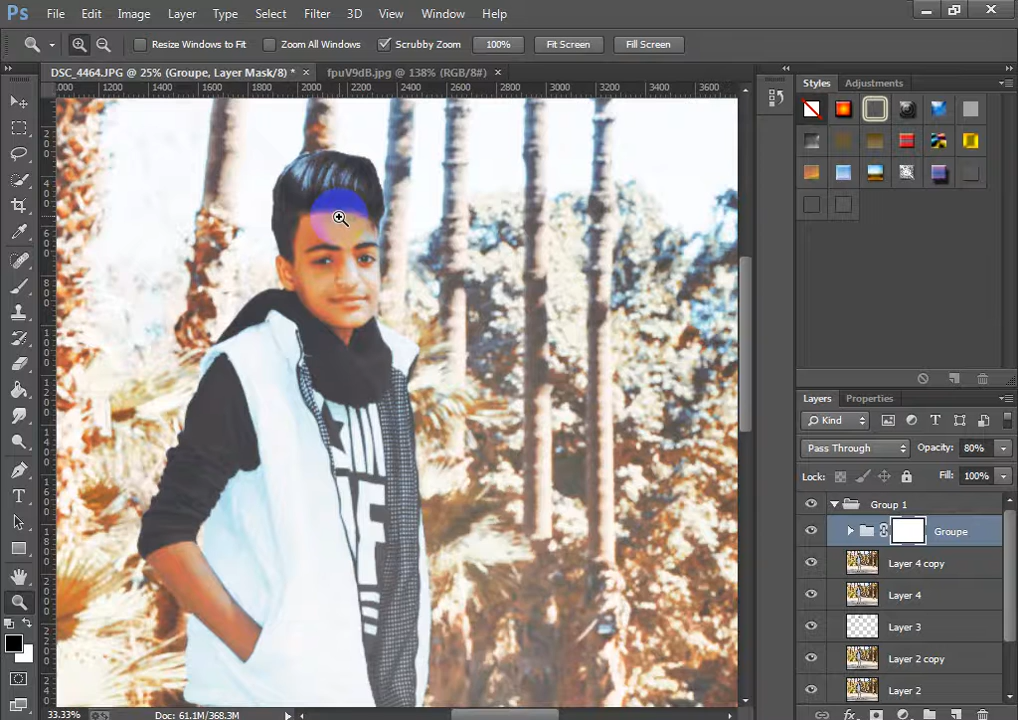 Ps File Edit Image Layer Type Select Filter 3D View Window Help
Resize Windows to Fit Zoom All Windows Scrubby Zoom 100% Fit Screen Fill Screen
DSC_4464.JPG @ 25% (Groupe, Layer Mask/8) * × fpuV9dB.jpg @ 138% (RGB/8#) ×
1000 1200 1400 1600 1800 2000 2200 2400 2600 2800 3000 3200 3400 3600
Styles Adjustments
Layers Properties
Kind
Pass Through Opacity: 80%
Lock: Fill: 100%
Group 1
Groupe
Layer 4 copy
Layer 4
Layer 3
Layer 2 copy
Layer 2
33.33% Doc: 61.1M/368.3M